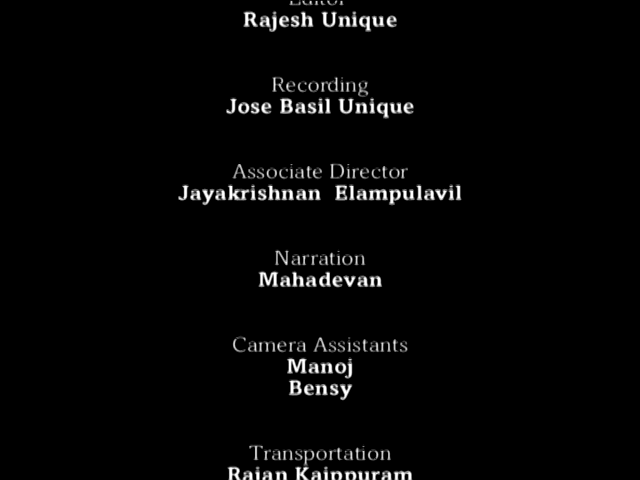 Editor
Rajesh Unique
Recording
Jose Basil Unique
Associate Director
Jayakrishnan Elampulavil
Narration
Mahadevan
Camera Assistants
Manoj
Bensy
Transportation
Rajan Kaippuram